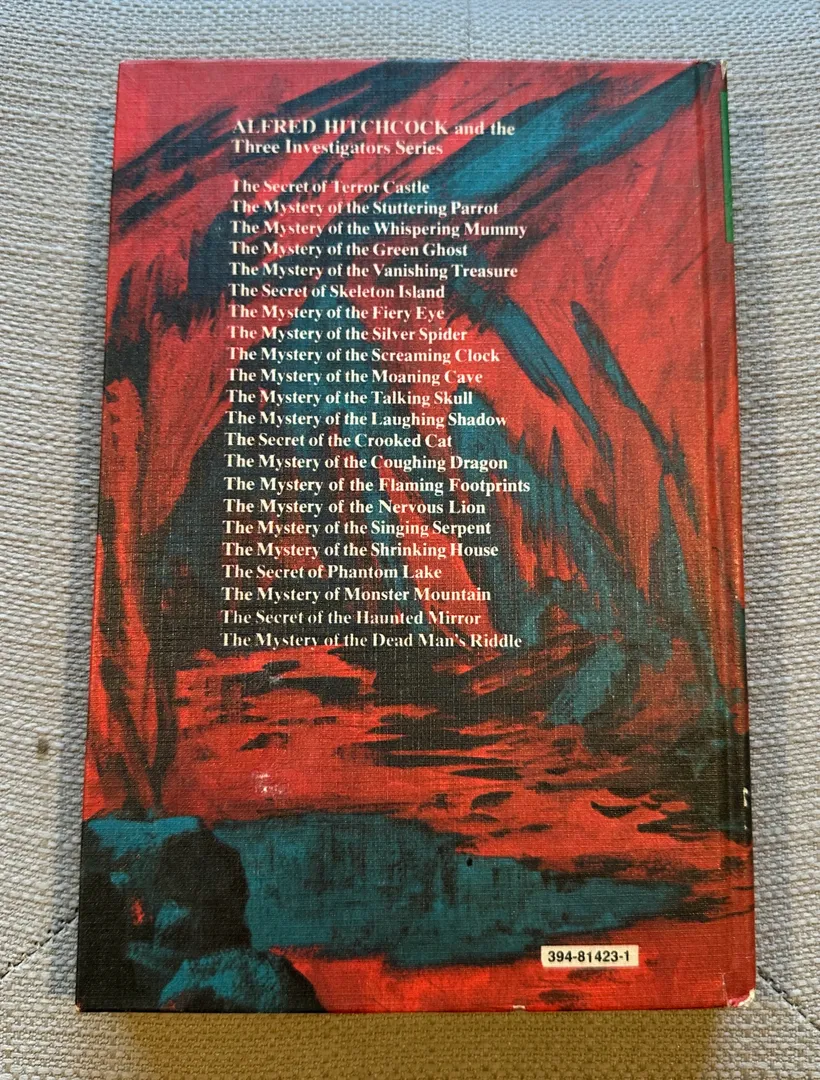 ALFRED HITCHCOCK and the
Three Investigators Series
The Secret of Terror Castle
The Mystery of the Stuttering Parrot
The Mystery of the Whispering Mummy
The Mystery of the Green Ghost
The Mystery of the Vanishing Treasure
The Secret of Skeleton Island
The Mystery of the Fiery Eye
The Mystery of the Silver Spider
The Mystery of the Screaming Clock
The Mystery of the Moaning Cave
The Mystery of the Talking Skull
The Mystery of the Laughing Shadow
The Secret of the Crooked Cat
The Mystery of the Coughing Dragon
The Mystery of the Flaming Footprints
The Mystery of the Nervous Lion
The Mystery of the Singing Serpent
The Mystery of the Shrinking House
The Secret of Phantom Lake
The Mystery of Monster Mountain
The Secret of the Haunted Mirror
The Mystery of the Dead Man's Riddle
394-81423-1